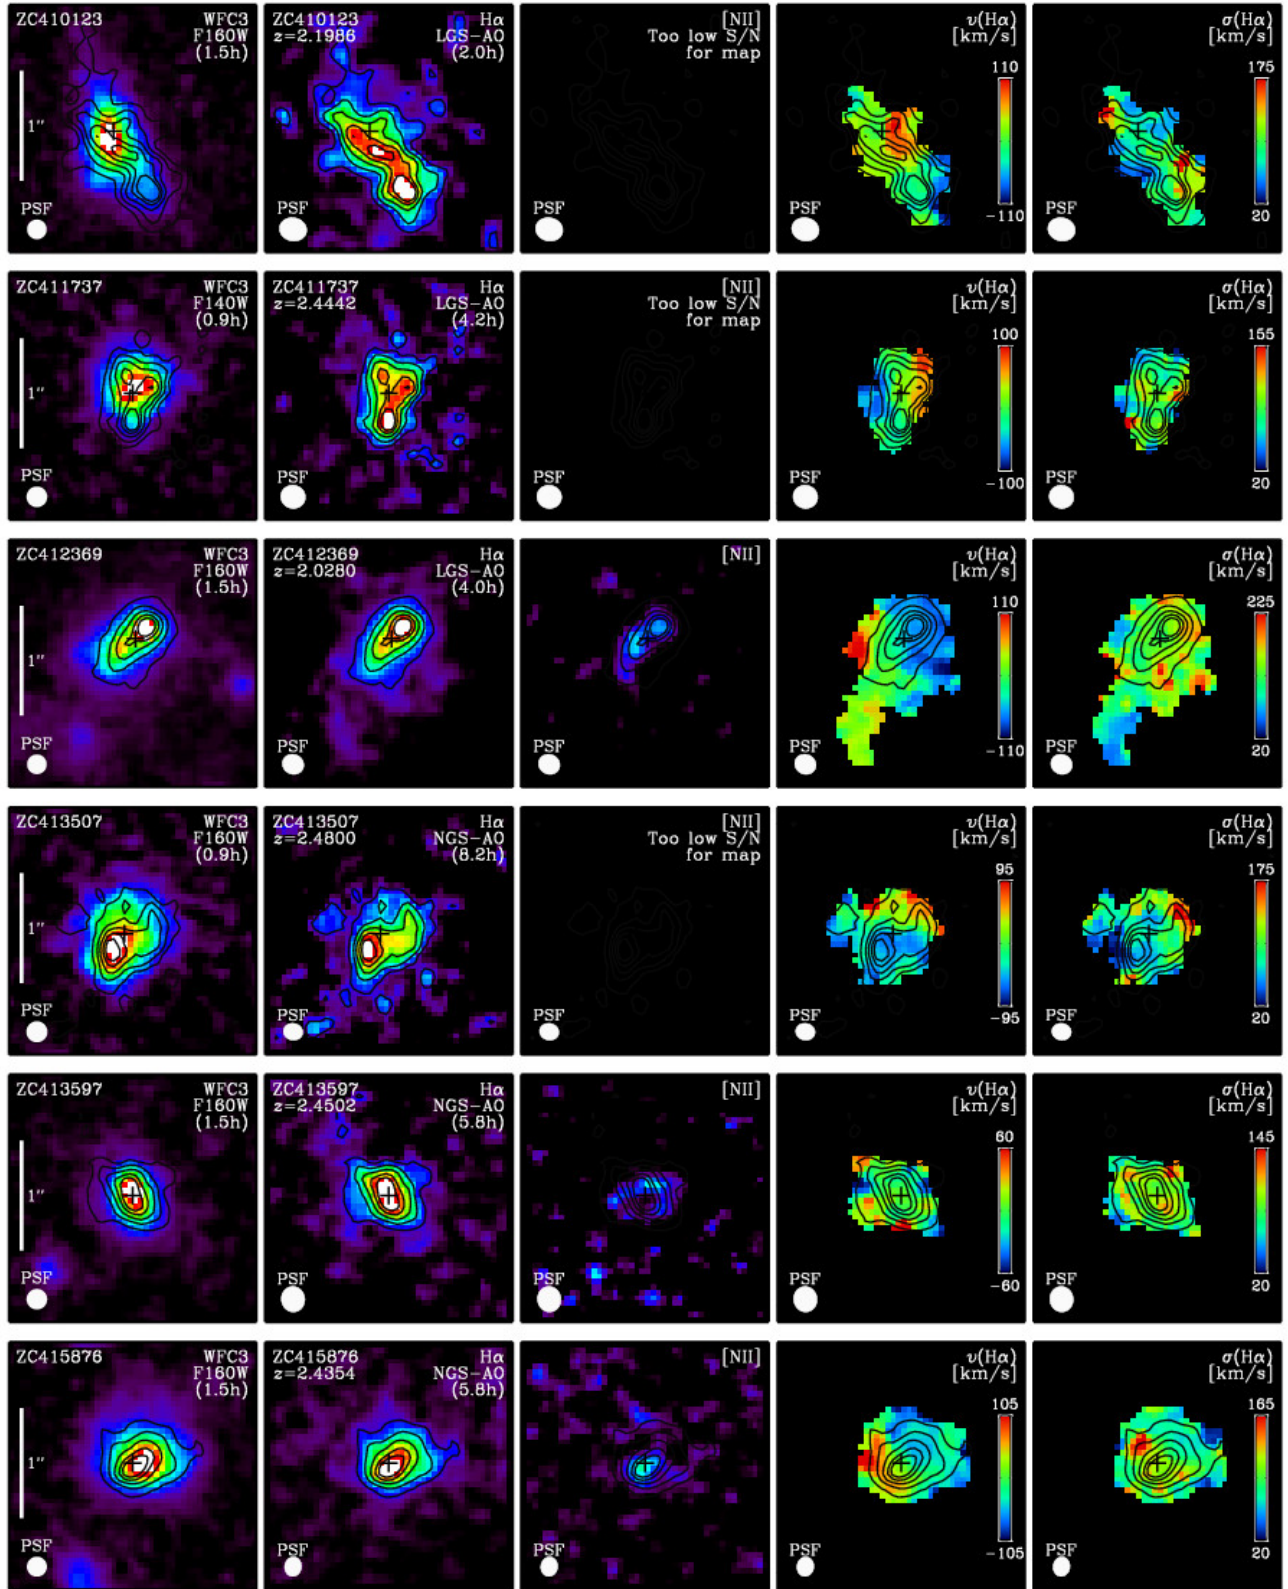 ZC410123 WFC3
F160W
(1.5h)
1″
PSF
ZC410123 Hα
z=2.1986 LGS-AO
(2.0h)
PSF
[NII]
Too low S/N
for map
PSF
v(Hα)
[km/s]
110
-110
PSF
σ(Hα)
[km/s]
175
20
PSF
ZC411737 WFC3
F140W
(0.9h)
1″
PSF
ZC411737 Hα
z=2.4442 LGS-AO
(4.2h)
PSF
[NII]
Too low S/N
for map
PSF
v(Hα)
[km/s]
100
-100
PSF
σ(Hα)
[km/s]
155
20
PSF
ZC412369 WFC3
F160W
(1.5h)
1″
PSF
ZC412369 Hα
z=2.0280 LGS-AO
(4.0h)
PSF
[NII]
PSF
v(Hα)
[km/s]
110
-110
PSF
σ(Hα)
[km/s]
225
20
PSF
ZC413507 WFC3
F160W
(0.9h)
1″
PSF
ZC413507 Hα
z=2.4800 NGS-AO
(8.2h)
PSF
[NII]
Too low S/N
for map
PSF
v(Hα)
[km/s]
95
-95
PSF
σ(Hα)
[km/s]
175
20
PSF
ZC413597 WFC3
F160W
(1.5h)
1″
PSF
ZC413597 Hα
z=2.4502 NGS-AO
(5.8h)
PSF
[NII]
PSF
v(Hα)
[km/s]
60
-60
PSF
σ(Hα)
[km/s]
145
20
PSF
ZC415876 WFC3
F160W
(1.5h)
1″
PSF
ZC415876 Hα
z=2.4354 NGS-AO
(5.8h)
PSF
[NII]
PSF
v(Hα)
[km/s]
105
-105
PSF
σ(Hα)
[km/s]
165
20
PSF